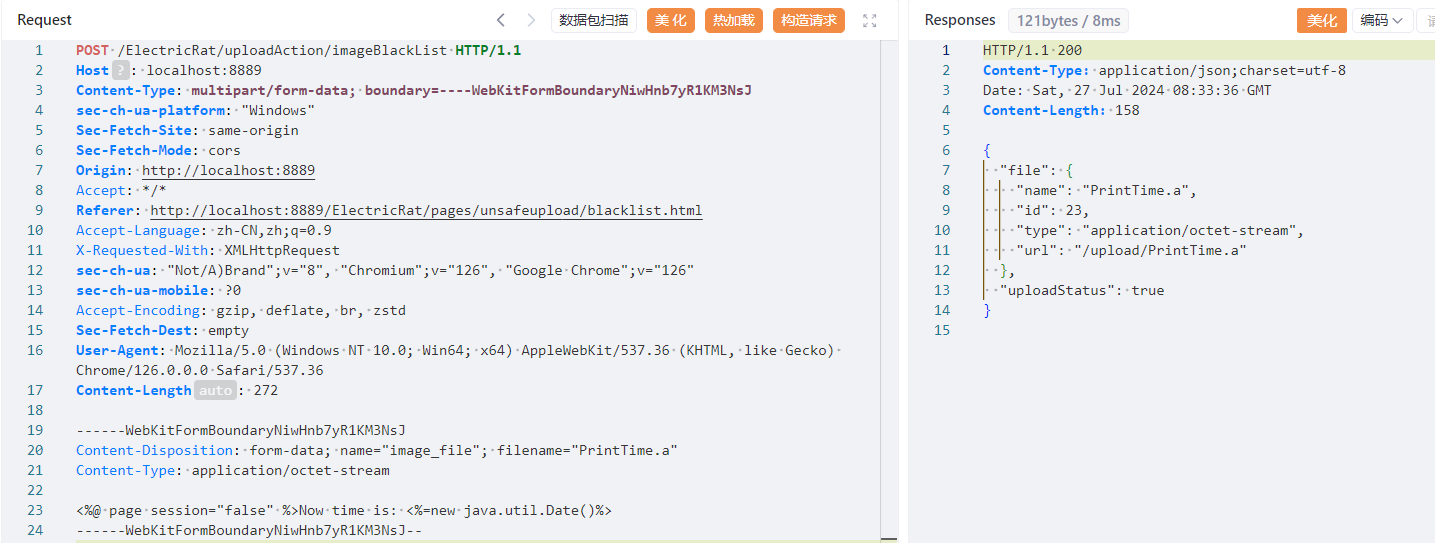 Request 数据包扫描 美化 热加载 构造请求
1 POST /ElectricRat/uploadAction/imageBlackList HTTP/1.1
2 Host ? : localhost:8889
3 Content-Type: multipart/form-data; boundary=----WebKitFormBoundaryNiwHnb7yR1KM3NsJ
4 sec-ch-ua-platform: "Windows"
5 Sec-Fetch-Site: same-origin
6 Sec-Fetch-Mode: cors
7 Origin: http://localhost:8889
8 Accept: */*
9 Referer: http://localhost:8889/ElectricRat/pages/unsafeupload/blacklist.html
10 Accept-Language: zh-CN,zh;q=0.9
11 X-Requested-With: XMLHttpRequest
12 sec-ch-ua: "Not/A)Brand";v="8", "Chromium";v="126", "Google Chrome";v="126"
13 sec-ch-ua-mobile: ?0
14 Accept-Encoding: gzip, deflate, br, zstd
15 Sec-Fetch-Dest: empty
16 User-Agent: Mozilla/5.0 (Windows NT 10.0; Win64; x64) AppleWebKit/537.36 (KHTML, like Gecko)
Chrome/126.0.0.0 Safari/537.36
17 Content-Length auto : 272
18
19 ------WebKitFormBoundaryNiwHnb7yR1KM3NsJ
20 Content-Disposition: form-data; name="image_file"; filename="PrintTime.a"
21 Content-Type: application/octet-stream
22
23 <%@ page session="false" %>Now time is: <%=new java.util.Date()%>
24 ------WebKitFormBoundaryNiwHnb7yR1KM3NsJ--
Responses 121bytes / 8ms 美化 编码
1 HTTP/1.1 200
2 Content-Type: application/json;charset=utf-8
3 Date: Sat, 27 Jul 2024 08:33:36 GMT
4 Content-Length: 158
5
6 {
7 "file": {
8 "name": "PrintTime.a",
9 "id": 23,
10 "type": "application/octet-stream",
11 "url": "/upload/PrintTime.a"
12 },
13 "uploadStatus": true
14 }
15